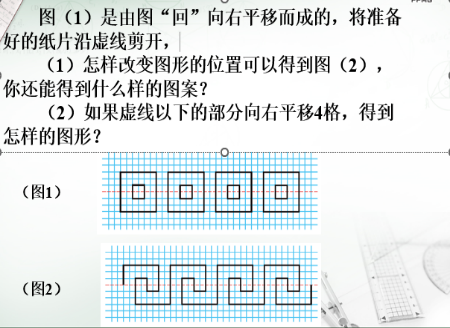 图（1）是由图“回”向右平移而成的，将准备
好的纸片沿虚线剪开，
（1）怎样改变图形的位置可以得到图（2），
你还能得到什么样的图案？
（2）如果虚线以下的部分向右平移4格，得到
怎样的图形？
（图1）
（图2）